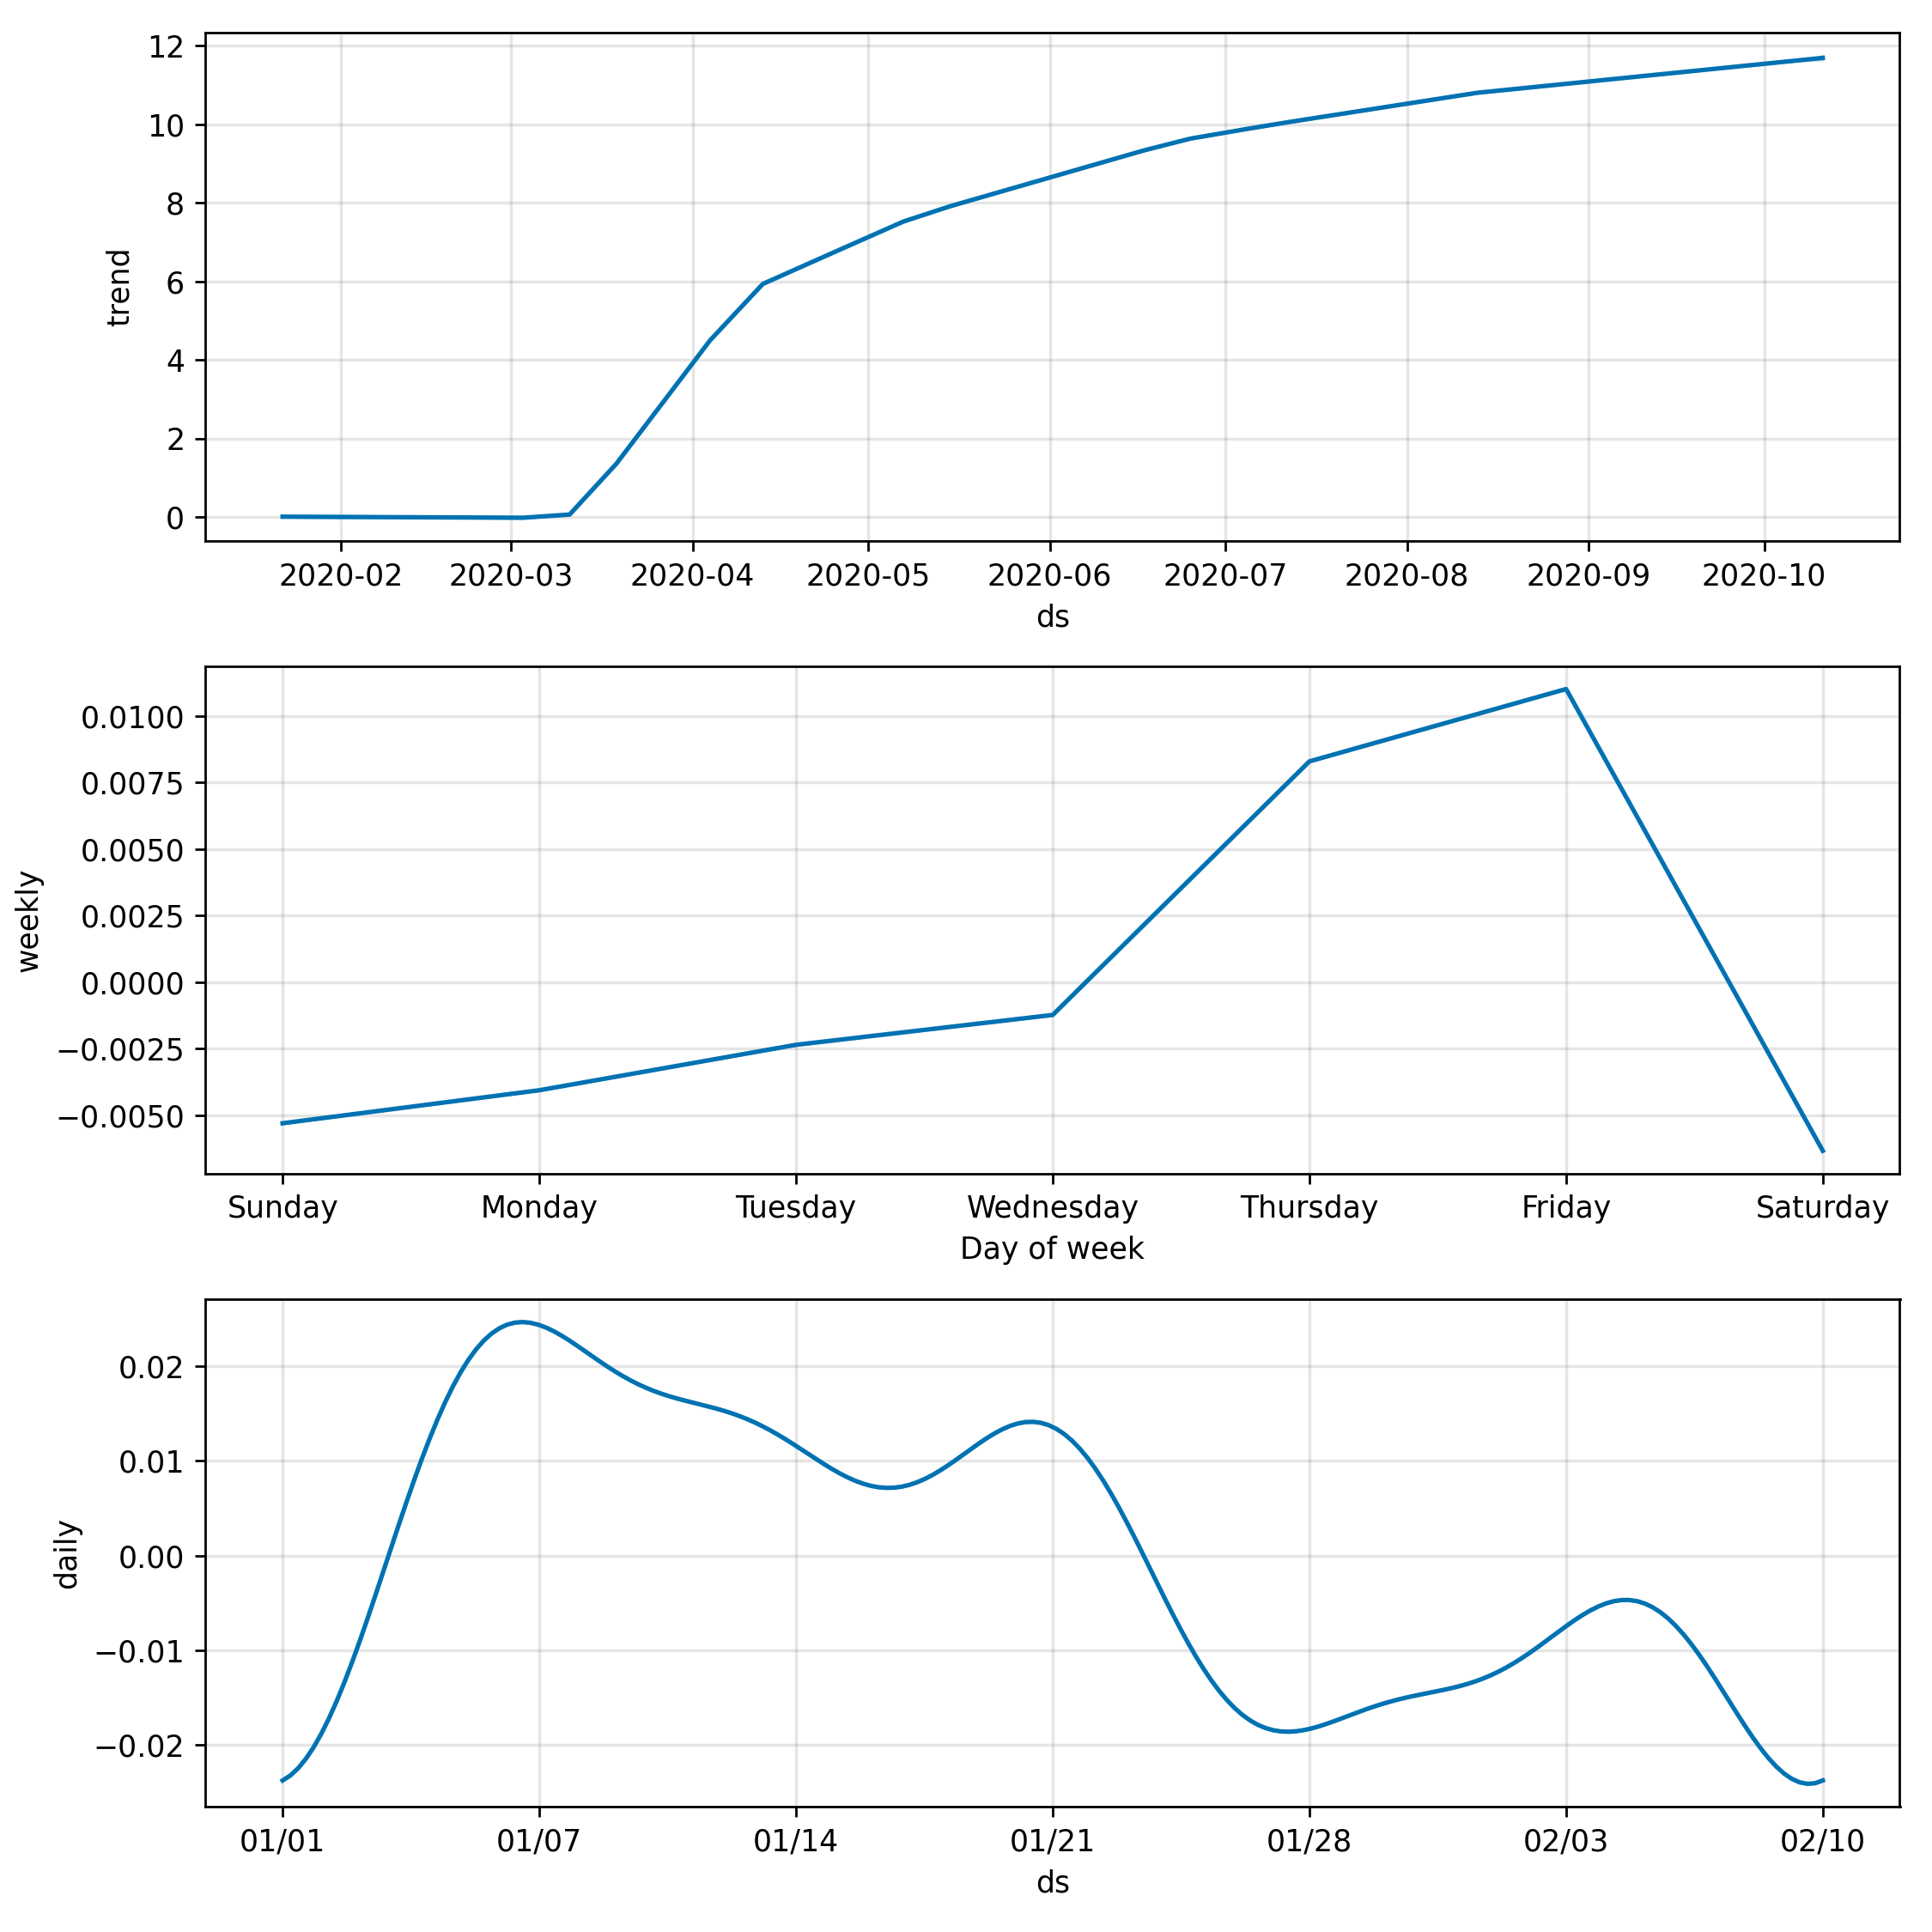 12
10
8
6
4
2
0
trend
2020-02 2020-03 2020-04 2020-05 2020-06 2020-07 2020-08 2020-09 2020-10
ds
0.0100
0.0075
0.0050
0.0025
0.0000
−0.0025
−0.0050
weekly
Sunday Monday Tuesday Wednesday Thursday Friday Saturday
Day of week
0.02
0.01
0.00
−0.01
−0.02
daily
01/01 01/07 01/14 01/21 01/28 02/03 02/10
ds